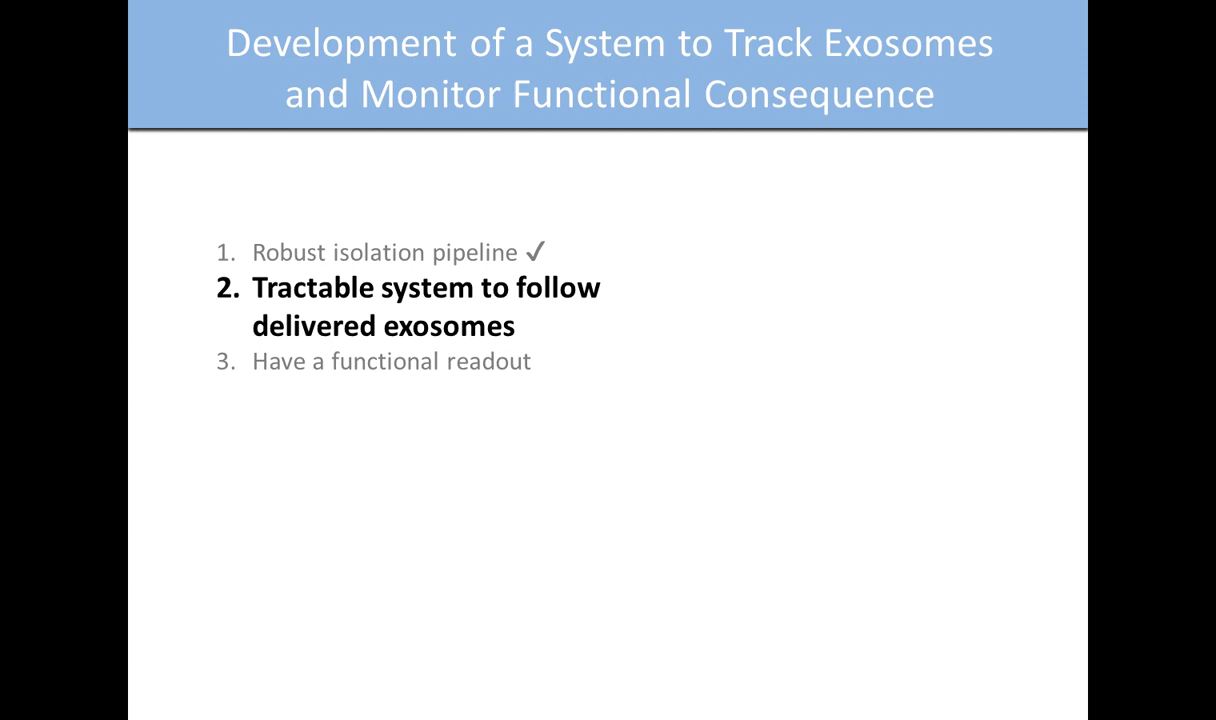 Development of a System to Track Exosomes
and Monitor Functional Consequence
1. Robust isolation pipeline ✓
2. Tractable system to follow
delivered exosomes
3. Have a functional readout